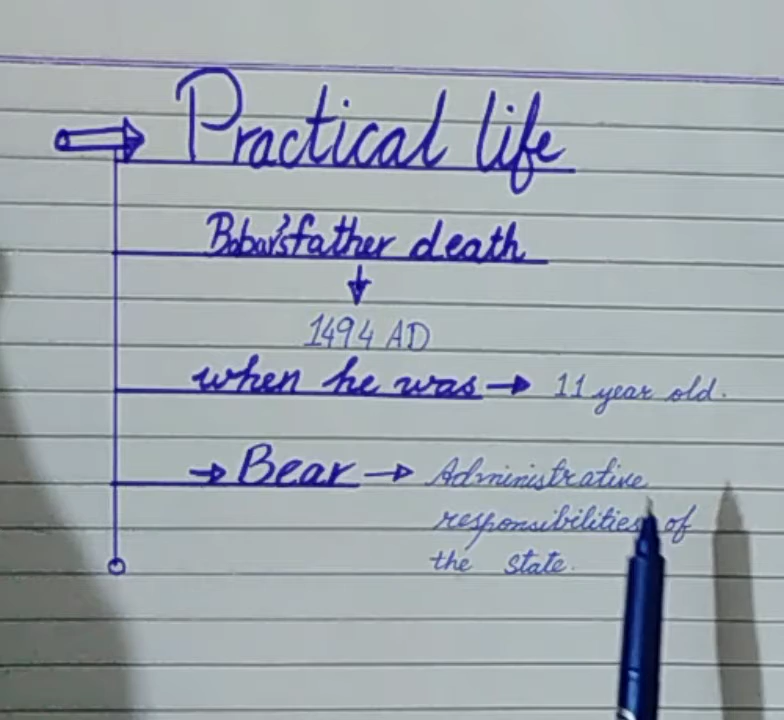 Practical life
Babar's father death
1494 AD
when he was → 11 year old.
→ Bear → Administrative
responsibilities of
the state.